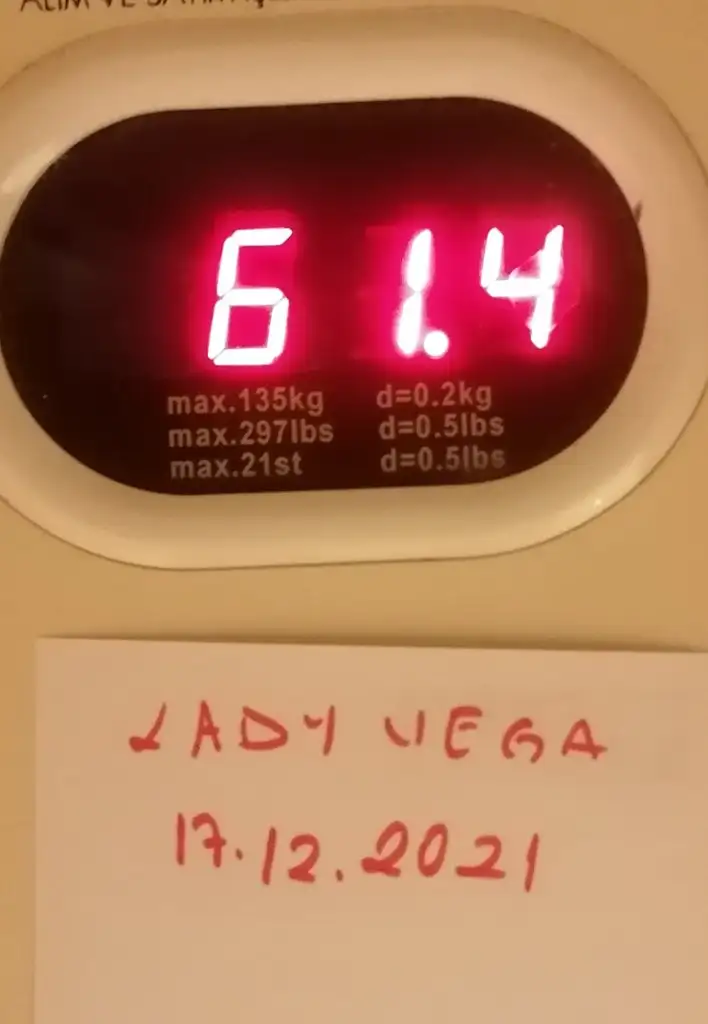 61.4
max.135kg d=0.2kg
max.297lbs d=0.5lbs
max.21st d=0.5lbs
LADY VEGA
17.12.2021